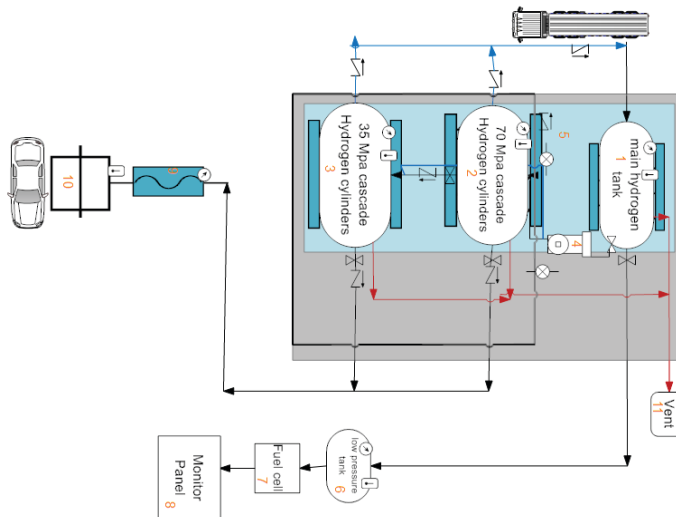 main hydrogen
tank
1
70 Mpa cascade
Hydrogen cylinders
2
35 Mpa cascade
Hydrogen cylinders
3
4
5
low pressure
tank
6
Fuel cell
7
Monitor
Panel
8
9
10
Vent
11